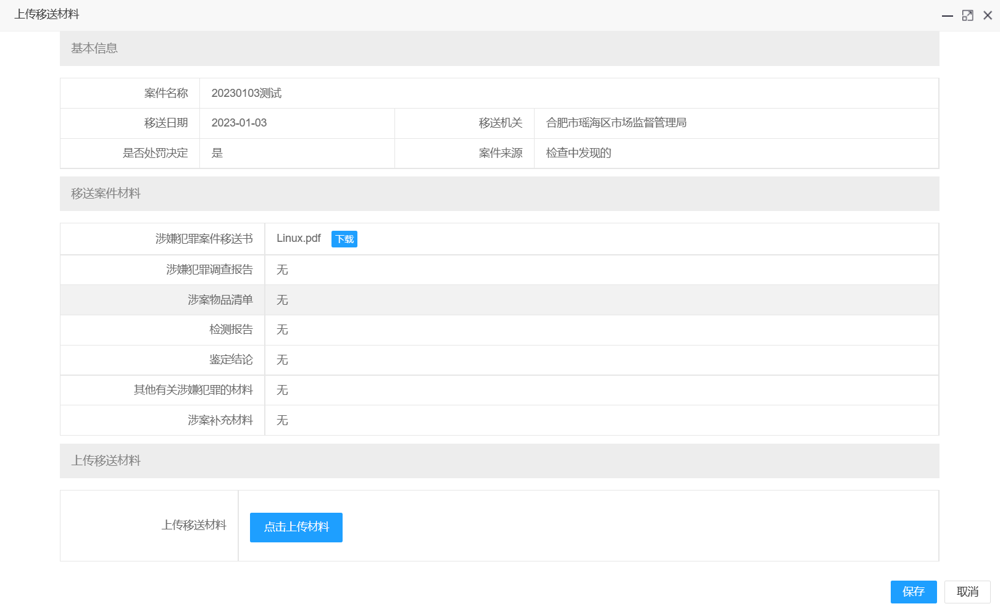 上传移送材料
基本信息
案件名称 20230103测试
移送日期 2023-01-03 移送机关 合肥市瑶海区市场监督管理局
是否处罚决定 是 案件来源 检查中发现的
移送案件材料
涉嫌犯罪案件移送书 Linux.pdf 下载
涉嫌犯罪调查报告 无
涉案物品清单 无
检测报告 无
鉴定结论 无
其他有关涉嫌犯罪的材料 无
涉案补充材料 无
上传移送材料
上传移送材料 点击上传材料
保存 取消